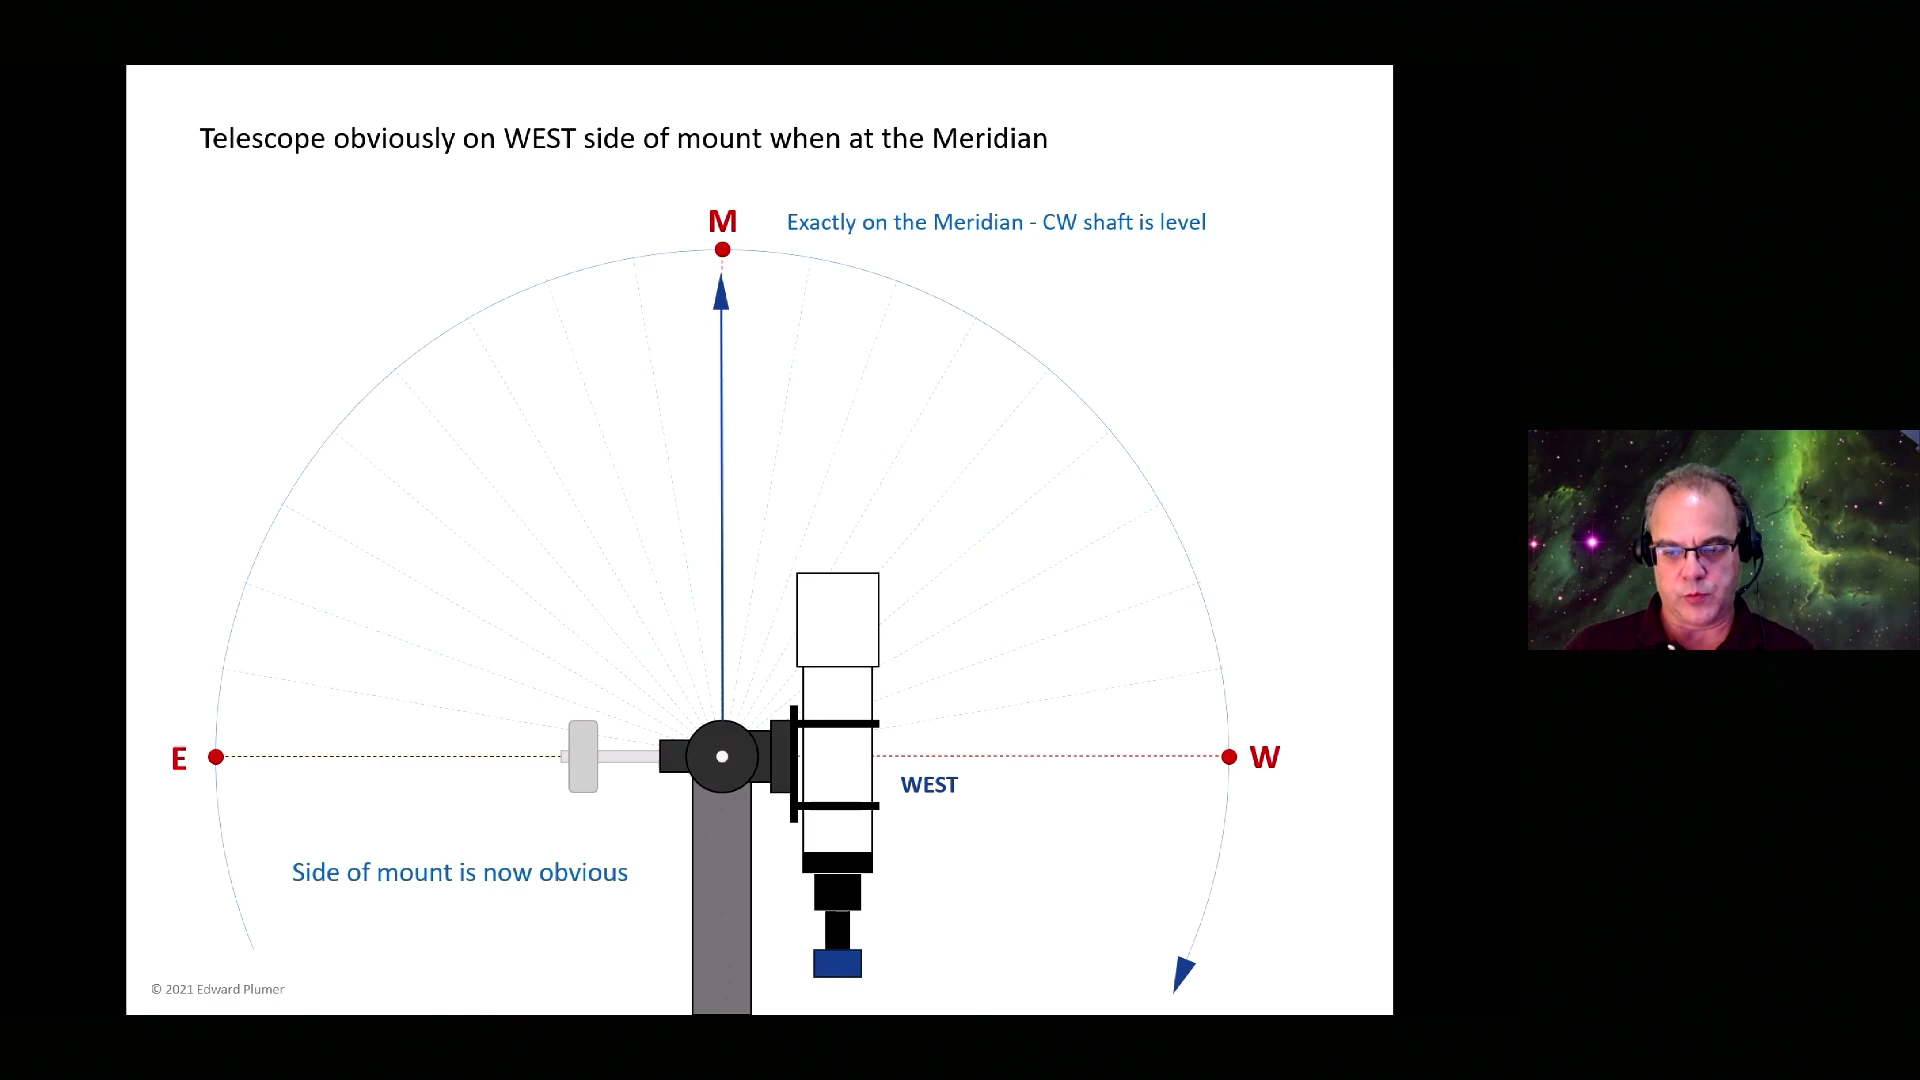 Telescope obviously on WEST side of mount when at the Meridian
M
Exactly on the Meridian - CW shaft is level
E
W
WEST
Side of mount is now obvious
© 2021 Edward Plumer